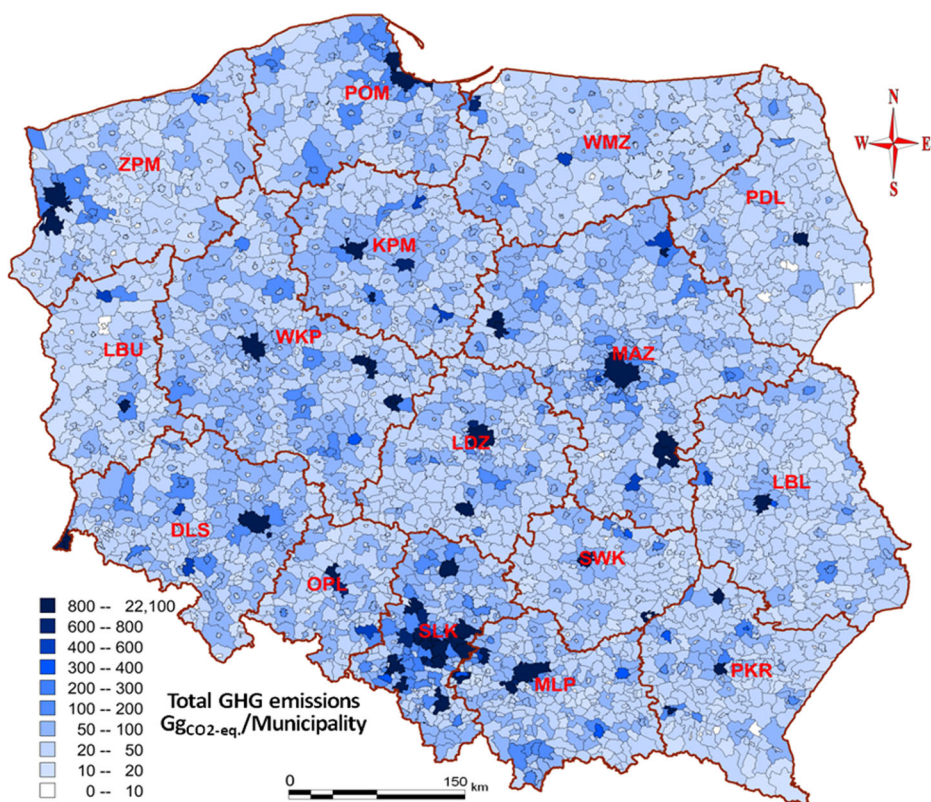 N
W E
S
POM
WMZ
ZPM
PDL
KPM
LBU
WKP
MAZ
LDZ
LBL
DLS
OPL
SWK
SLK
MLP
PKR
800 -- 22,100
600 -- 800
400 -- 600
300 -- 400
200 -- 300
100 -- 200
50 -- 100
20 -- 50
10 -- 20
0 -- 10
Total GHG emissions
GgCO2-eq./Municipality
0 150 km